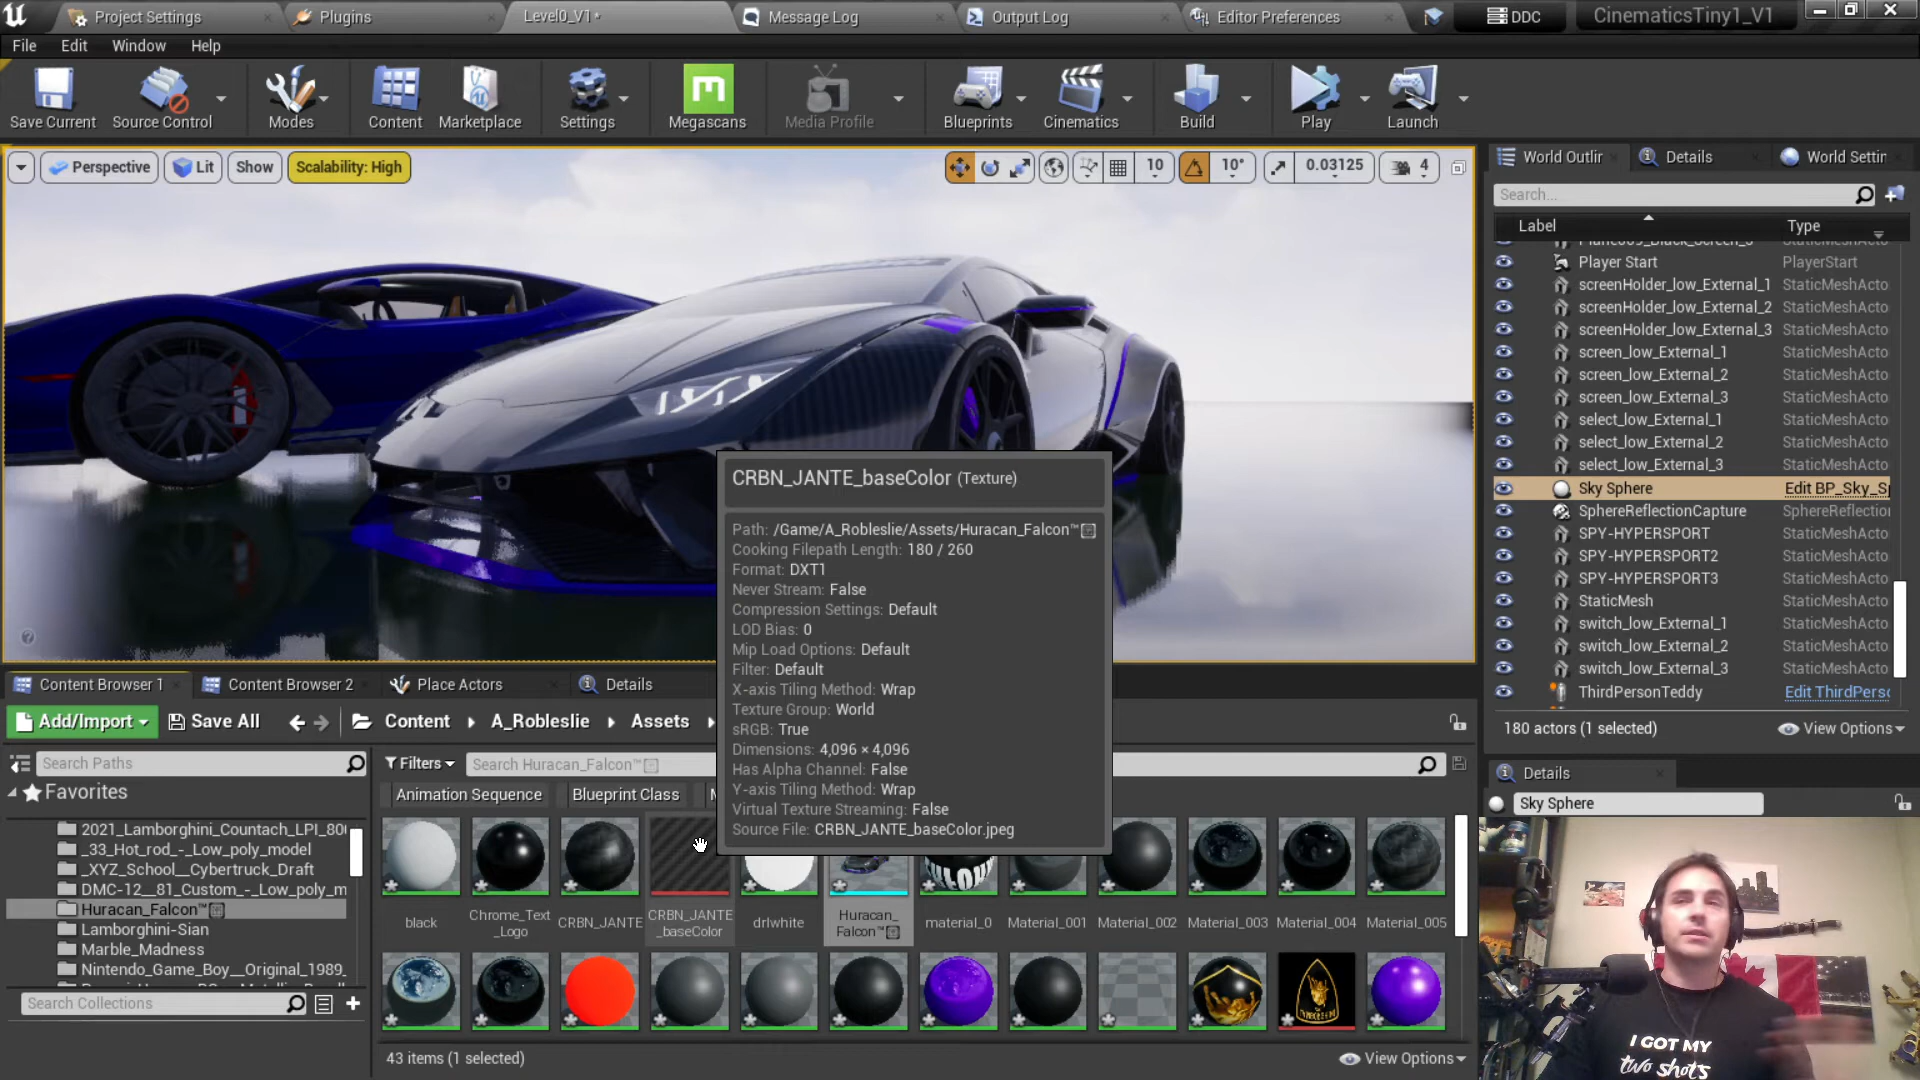 Project Settings
Plugins
Level0_V1*
Message Log
Output Log
Editor Preferences
DDC
CinematicsTiny1_V1
File Edit Window Help
Save Current
Source Control
Modes
Content
Marketplace
Settings
Megascans
Media Profile
Blueprints
Cinematics
Build
Play
Launch
Perspective
Lit
Show
Scalability: High
10
10°
0.03125
4
World Outlir
Details
World Settin
Search...
Label Type
Player Start PlayerStart
screenHolder_low_External_1 StaticMeshActo
screenHolder_low_External_2 StaticMeshActo
screenHolder_low_External_3 StaticMeshActo
screen_low_External_1 StaticMeshActo
screen_low_External_2 StaticMeshActo
screen_low_External_3 StaticMeshActo
select_low_External_1 StaticMeshActo
select_low_External_2 StaticMeshActo
select_low_External_3 StaticMeshActo
Sky Sphere Edit BP_Sky_S
SphereReflectionCapture SphereReflection
SPY-HYPERSPORT StaticMeshActo
SPY-HYPERSPORT2 StaticMeshActo
SPY-HYPERSPORT3 StaticMeshActo
StaticMesh StaticMeshActo
switch_low_External_1 StaticMeshActo
switch_low_External_2 StaticMeshActo
switch_low_External_3 StaticMeshActo
ThirdPersonTeddy Edit ThirdPerso
180 actors (1 selected)
View Options
Details
Sky Sphere
CRBN_JANTE_baseColor (Texture)
Path: /Game/A_Robleslie/Assets/Huracan_Falcon™
Cooking Filepath Length: 180 / 260
Format: DXT1
Never Stream: False
Compression Settings: Default
LOD Bias: 0
Mip Load Options: Default
Filter: Default
X-axis Tiling Method: Wrap
Texture Group: World
sRGB: True
Dimensions: 4,096 × 4,096
Has Alpha Channel: False
Y-axis Tiling Method: Wrap
Virtual Texture Streaming: False
Source File: CRBN_JANTE_baseColor.jpeg
Content Browser 1
Content Browser 2
Place Actors
Details
Add/Import
Save All
Content
A_Robleslie
Assets
Search Paths
Filters
Search Huracan_Falcon™
Favorites
Animation Sequence
Blueprint Class
2021_Lamborghini_Countach_LPI_80
_33_Hot_rod_-_Low_poly_model
_XYZ_School__Cybertruck_Draft
DMC-12__81_Custom_-_Low_poly_m
Huracan_Falcon™
Lamborghini-Sian
Marble_Madness
Nintendo_Game_Boy__Original_1989_
Search Collections
black
Chrome_Text
_Logo
CRBN_JANTE
CRBN_JANTE
_baseColor
drlwhite
Huracan_
Falcon™
material_0
Material_001
Material_002
Material_003
Material_004
Material_005
43 items (1 selected)
View Options
I GOT MY
two shots